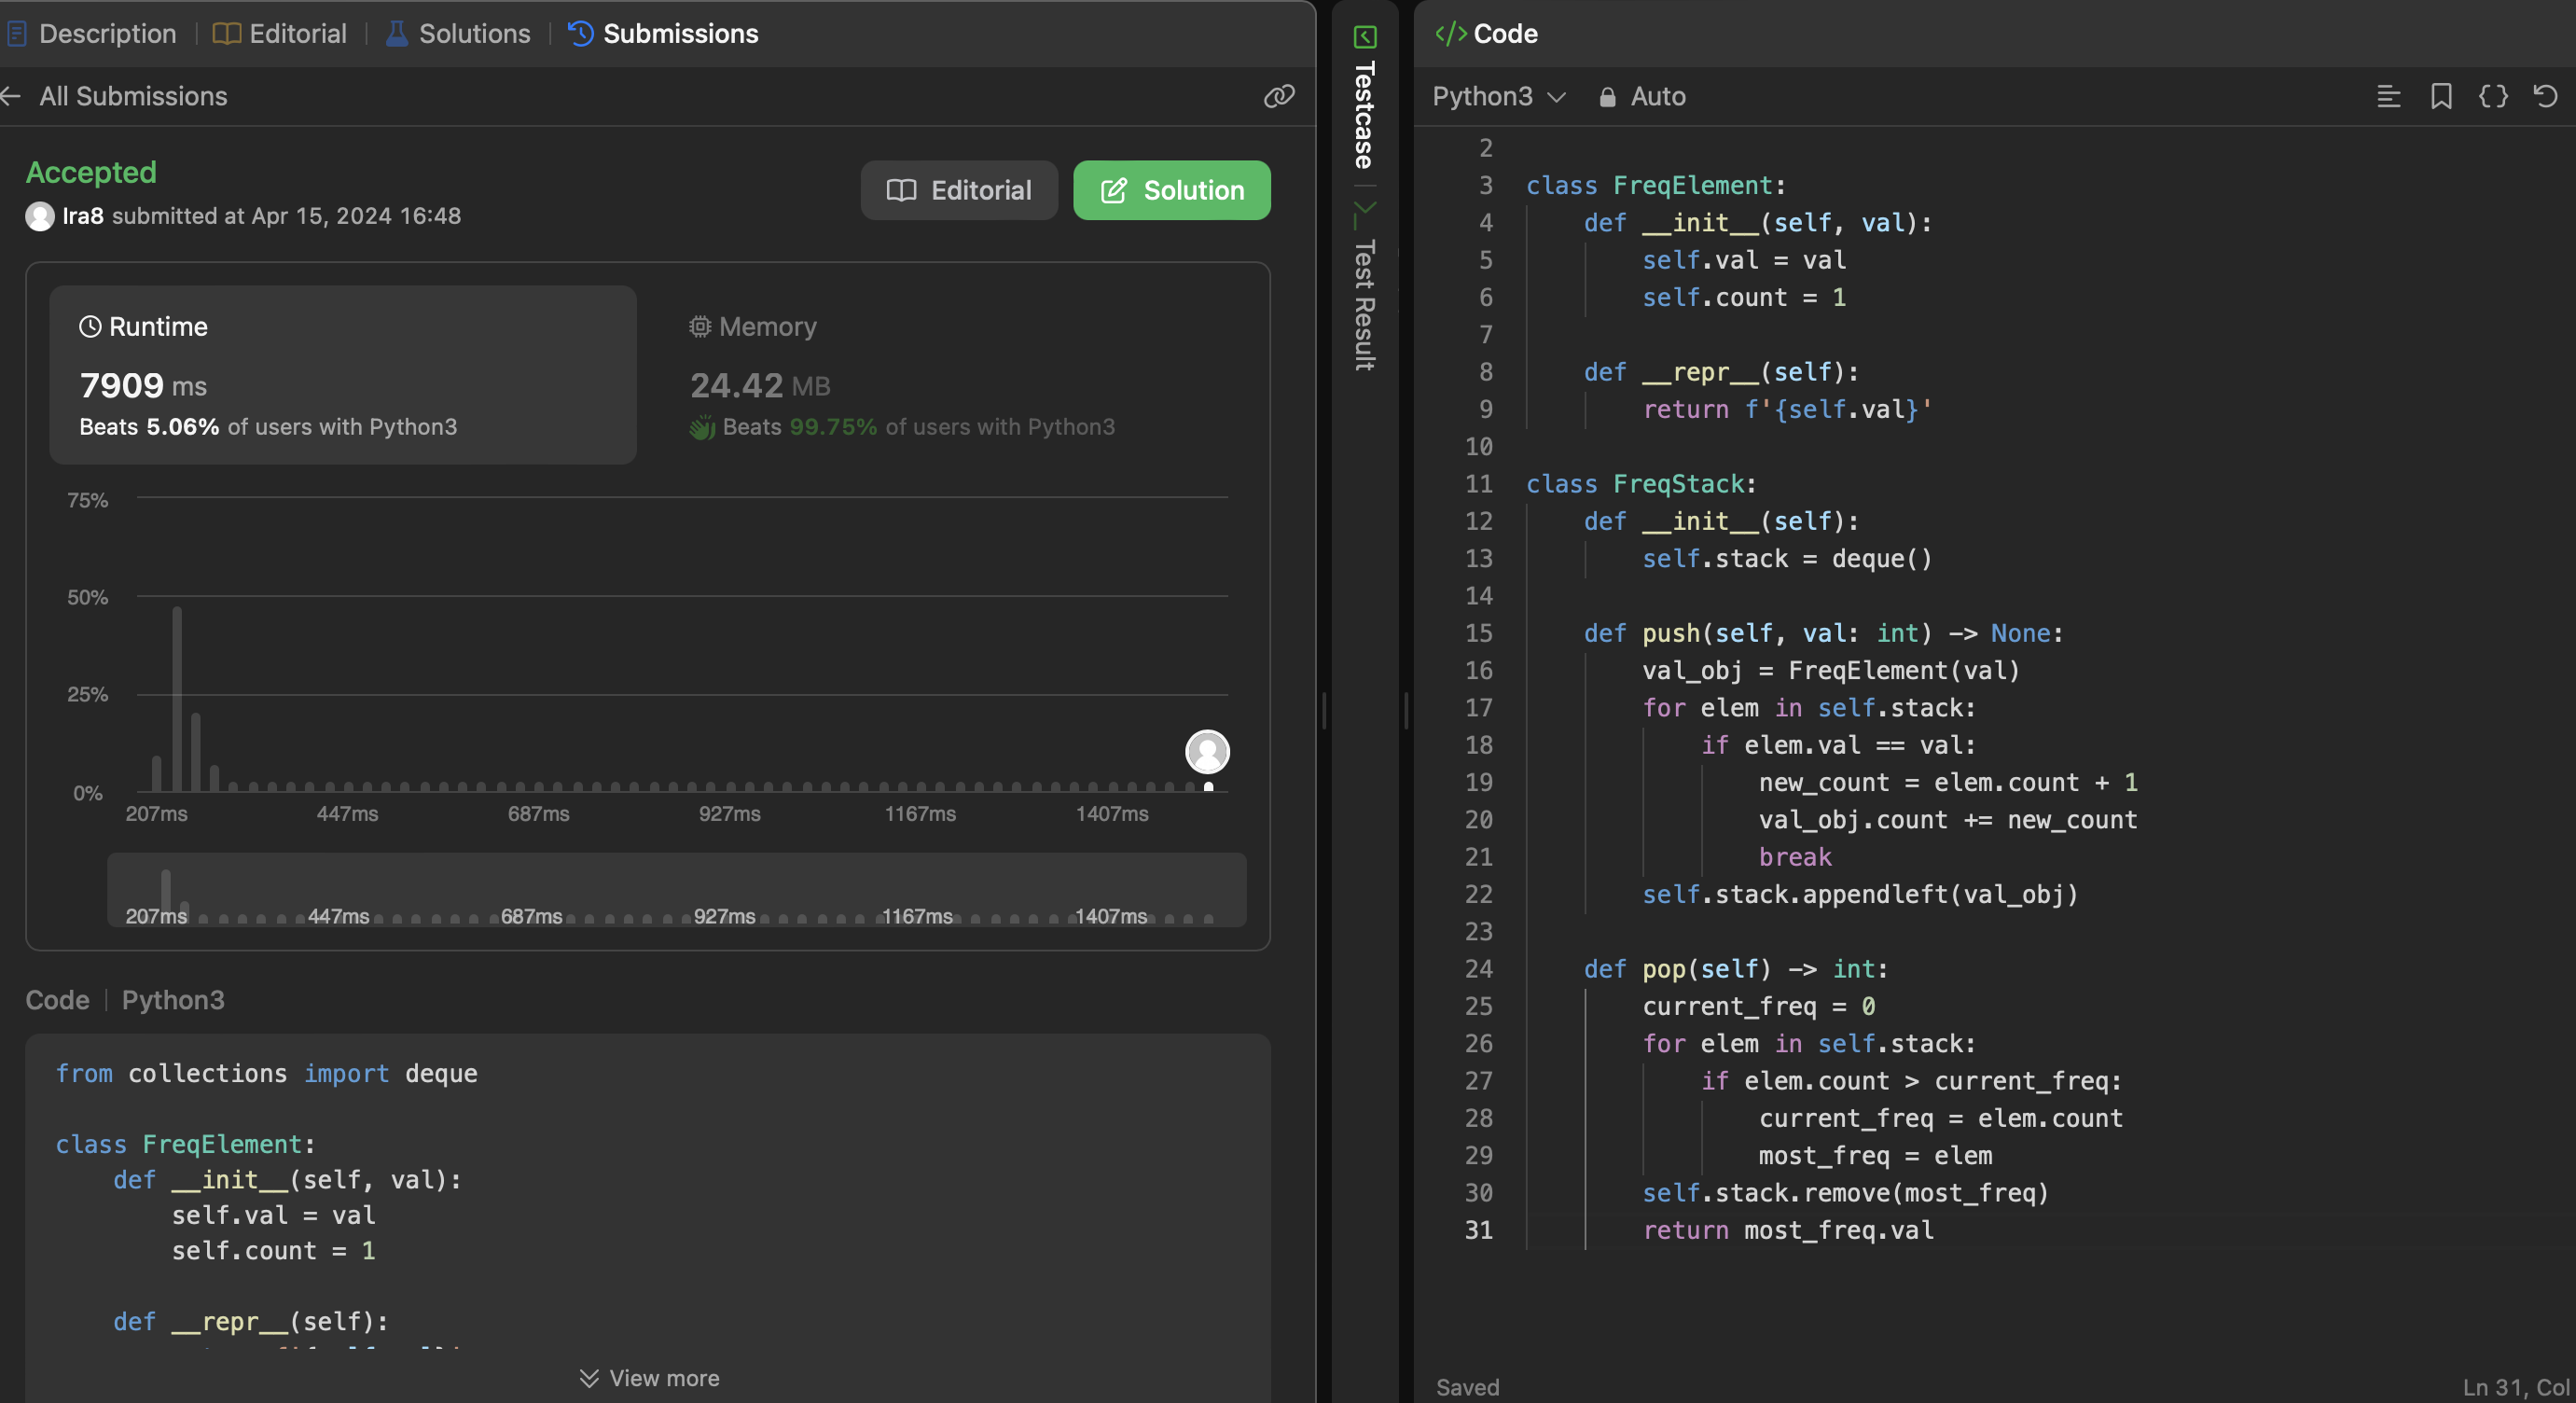 Description | Editorial | Solutions | Submissions
All Submissions
Accepted
Ira8 submitted at Apr 15, 2024 16:48
Editorial
Solution
Runtime
7909 ms
Beats 5.06% of users with Python3
Memory
24.42 MB
Beats 99.75% of users with Python3
75%
50%
25%
0%
207ms 447ms 687ms 927ms 1167ms 1407ms
207ms 447ms 687ms 927ms 1167ms 1407ms
Code | Python3
from collections import deque
class FreqElement:
    def __init__(self, val):
        self.val = val
        self.count = 1
    def __repr__(self):
View more
Testcase
Test Result
</> Code
Python3 Auto
2
3 class FreqElement:
4     def __init__(self, val):
5         self.val = val
6         self.count = 1
7
8     def __repr__(self):
9         return f'{self.val}'
10
11 class FreqStack:
12     def __init__(self):
13         self.stack = deque()
14
15     def push(self, val: int) -> None:
16         val_obj = FreqElement(val)
17         for elem in self.stack:
18             if elem.val == val:
19                 new_count = elem.count + 1
20                 val_obj.count += new_count
21                 break
22         self.stack.appendleft(val_obj)
23
24     def pop(self) -> int:
25         current_freq = 0
26         for elem in self.stack:
27             if elem.count > current_freq:
28                 current_freq = elem.count
29                 most_freq = elem
30         self.stack.remove(most_freq)
31         return most_freq.val
Saved
Ln 31, Col